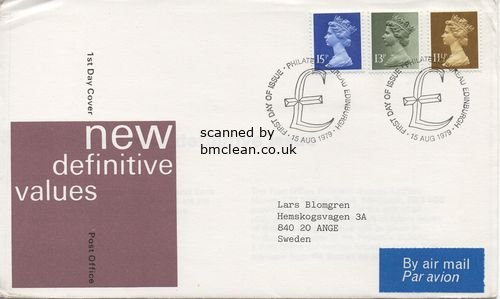 15P
13P
11½P
FIRST DAY OF ISSUE · PHILATELIC BUREAU EDINBURGH · 15 AUG 1979 ·
FIRST DAY OF ISSUE · PHILATELIC BUREAU EDINBURGH · 15 AUG 1979 ·
£
£
1st Day Cover
new
definitive
values
Post Office
scanned by
bmclean.co.uk
Lars Blomgren
Hemskogsvagen 3A
840 20 ANGE
Sweden
By air mail
Par avion